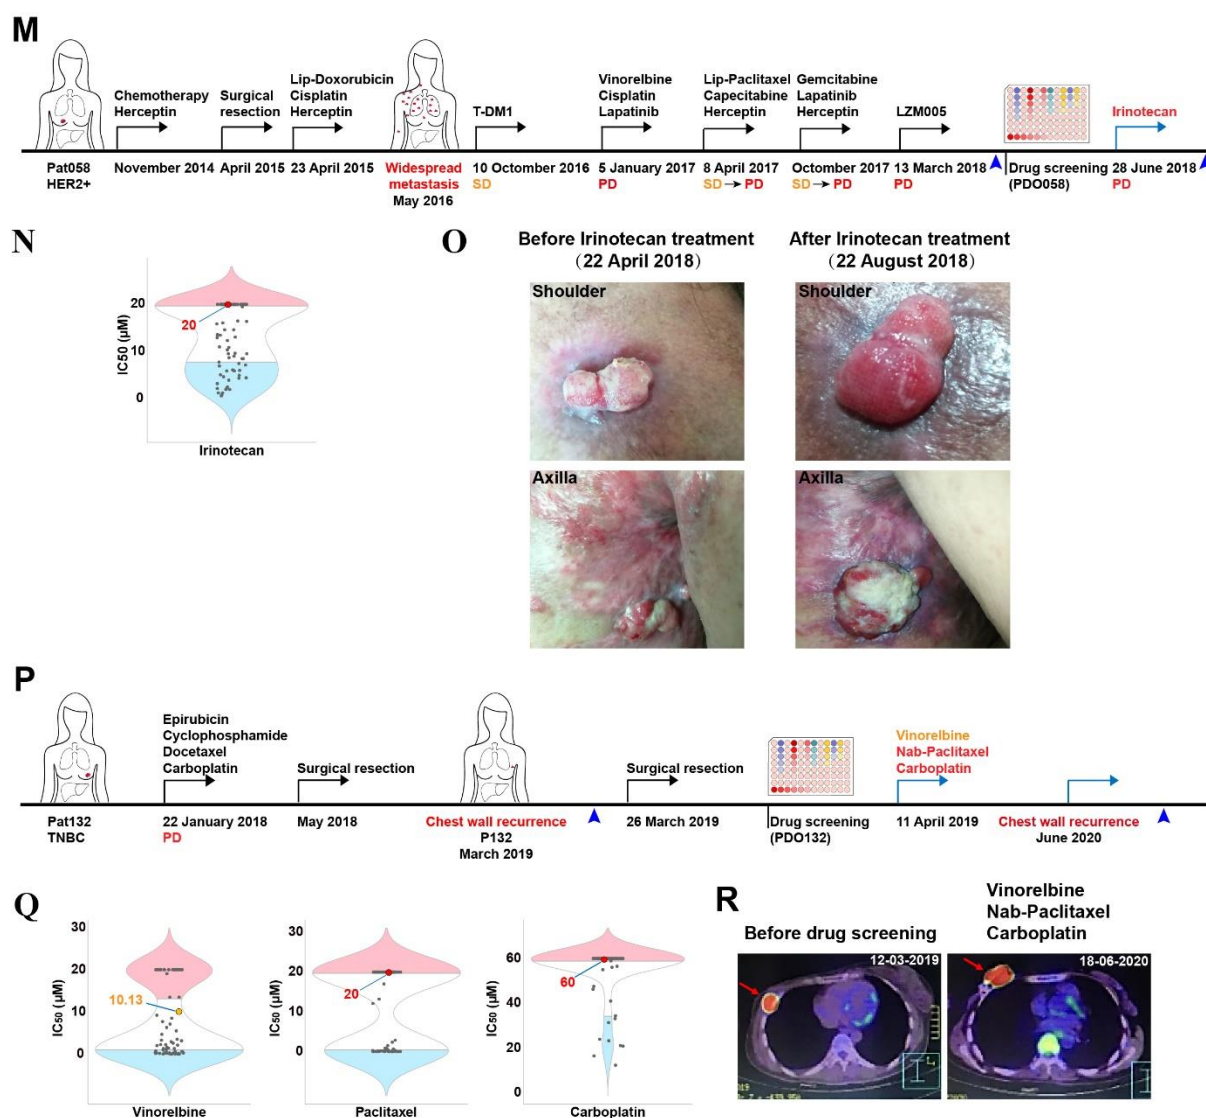 M
Chemotherapy
Herceptin
Surgical
resection
Lip-Doxorubicin
Cisplatin
Herceptin
T-DM1
Vinorelbine
Cisplatin
Lapatinib
Lip-Paclitaxel
Capecitabine
Herceptin
Gemcitabine
Lapatinib
Herceptin
LZM005
Irinotecan
Pat058
HER2+
November 2014
April 2015
23 April 2015
Widespread
metastasis
May 2016
10 Octomber 2016
SD
5 January 2017
PD
8 April 2017
SD → PD
Octomber 2017
SD → PD
13 March 2018
PD
Drug screening
(PDO058)
28 June 2018
PD
N
IC50 (μM)
20
10
0
20
Irinotecan
O
Before Irinotecan treatment
(22 April 2018)
After Irinotecan treatment
(22 August 2018)
Shoulder
Shoulder
Axilla
Axilla
P
Epirubicin
Cyclophosphamide
Docetaxel
Carboplatin
Surgical resection
Surgical resection
Vinorelbine
Nab-Paclitaxel
Carboplatin
Pat132
TNBC
22 January 2018
PD
May 2018
Chest wall recurrence
P132
March 2019
26 March 2019
Drug screening
(PDO132)
11 April 2019
Chest wall recurrence
June 2020
Q
IC50 (μM)
30
20
10
0
10.13
Vinorelbine
IC50 (μM)
30
20
10
0
20
Paclitaxel
IC50 (μM)
60
40
20
0
60
Carboplatin
R
Before drug screening
Vinorelbine
Nab-Paclitaxel
Carboplatin
12-03-2019
18-06-2020